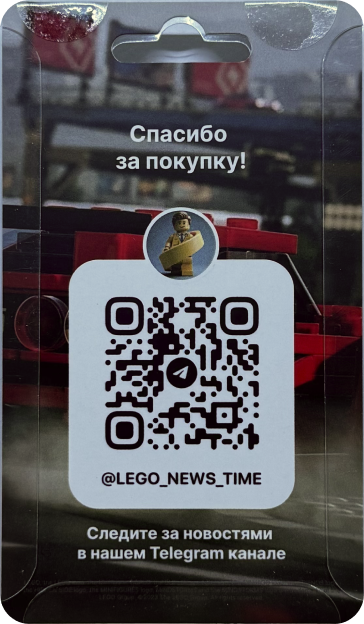 Спасибо
за покупку!
@LEGO_NEWS_TIME
Следите за новостями
в нашем Telegram канале